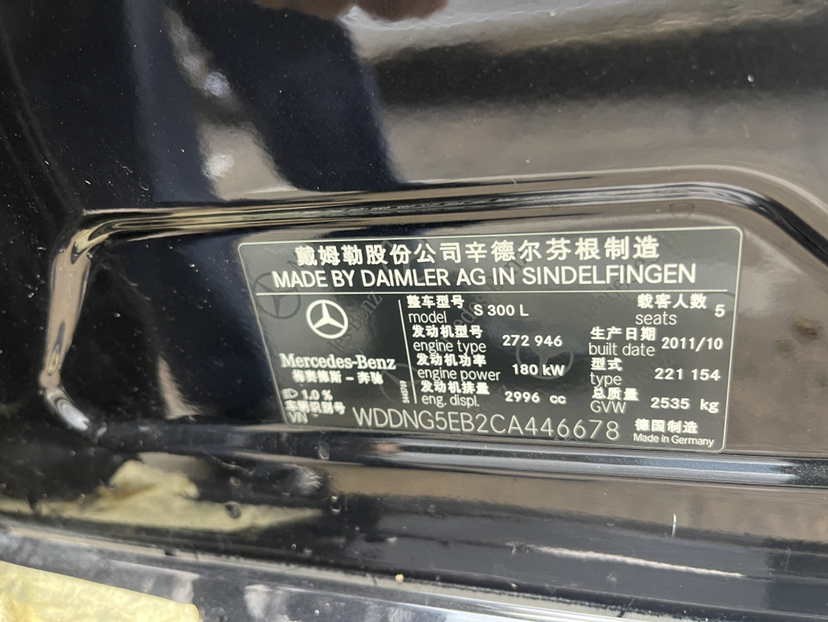 戴姆勒股份公司辛德尔芬根制造
MADE BY DAIMLER AG IN SINDELFINGEN
整车型号 model S 300 L 载客人数 seats 5
发动机型号 engine type 272 946 生产日期 built date 2011/10
发动机功率 engine power 180 kW 型式 type 221 154
发动机排量 eng. displ. 2996 cc 总质量 GVW 2535 kg
Mercedes-Benz
梅赛德斯－奔驰
1.0 %
车辆识别号 VIN WDDNG5EB2CA446678 德国制造 Made in Germany